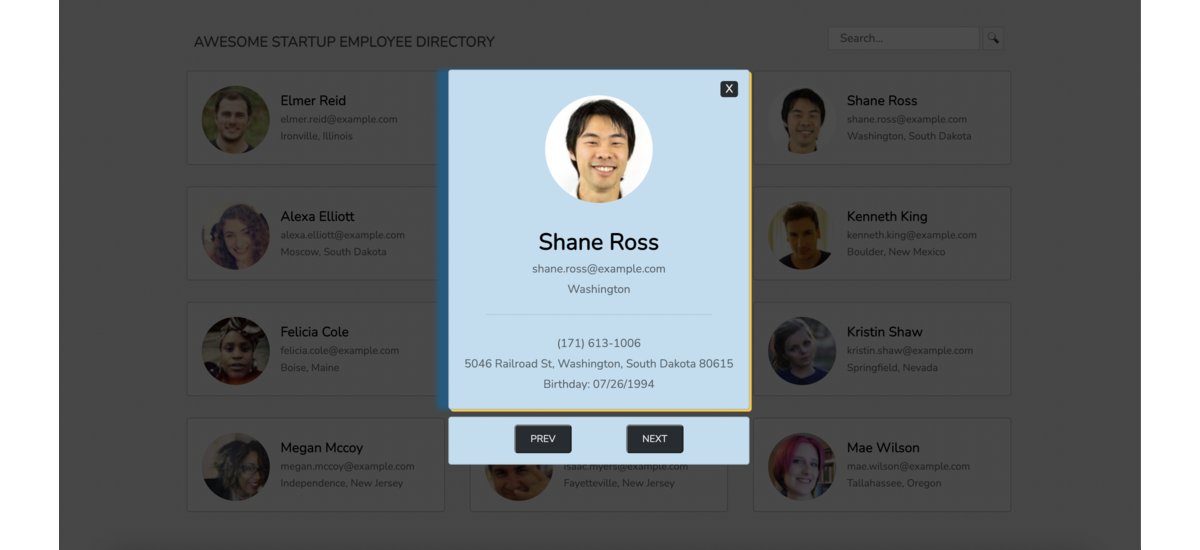 AWESOME STARTUP EMPLOYEE DIRECTORY
Search...
Elmer Reid
elmer.reid@example.com
Ironville, Illinois
X
Shane Ross
shane.ross@example.com
Washington
(171) 613-1006
5046 Railroad St, Washington, South Dakota 80615
Birthday: 07/26/1994
PREV
NEXT
Shane Ross
shane.ross@example.com
Washington, South Dakota
Alexa Elliott
alexa.elliott@example.com
Moscow, South Dakota
Kenneth King
kenneth.king@example.com
Boulder, New Mexico
Felicia Cole
felicia.cole@example.com
Boise, Maine
Kristin Shaw
kristin.shaw@example.com
Springfield, Nevada
Megan Mccoy
megan.mccoy@example.com
Independence, New Jersey
isaac.myers@example.com
Fayetteville, New Jersey
Mae Wilson
mae.wilson@example.com
Tallahassee, Oregon